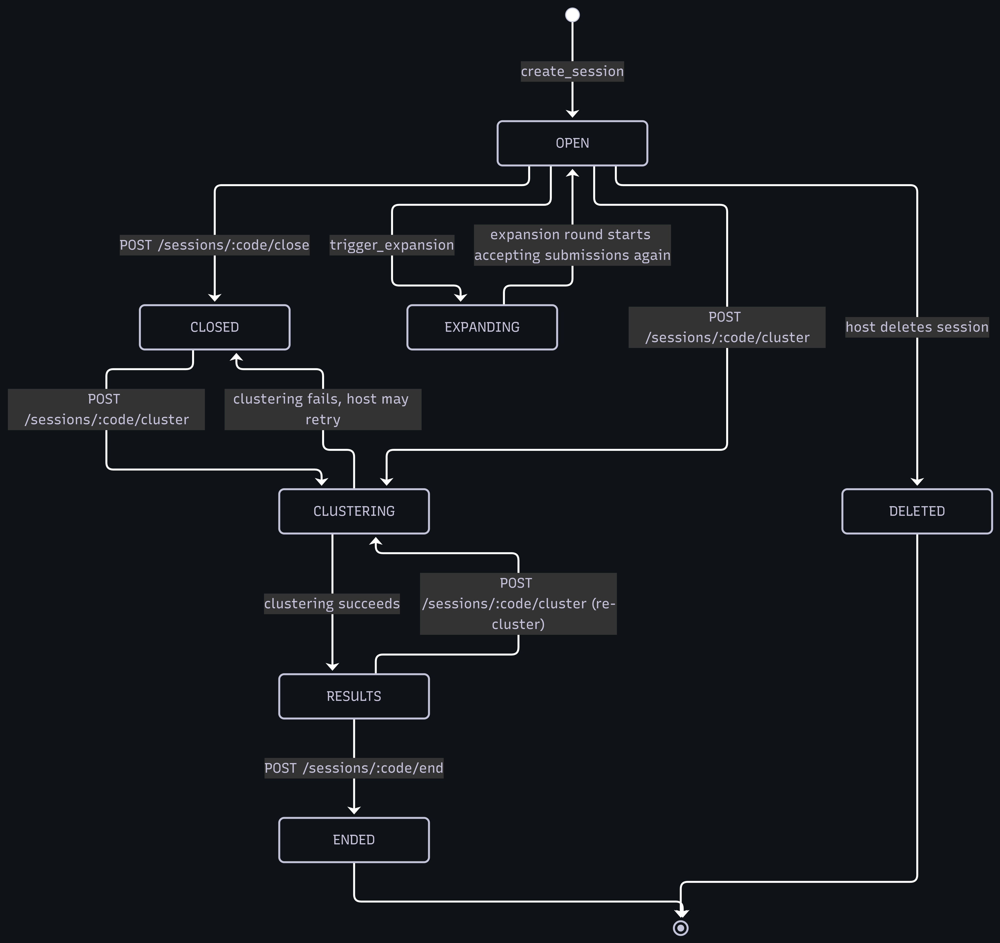 create_session
OPEN
POST /sessions/:code/close
trigger_expansion
expansion round starts
accepting submissions again
POST
/sessions/:code/cluster
host deletes session
CLOSED
EXPANDING
POST
/sessions/:code/cluster
clustering fails, host may
retry
CLUSTERING
DELETED
clustering succeeds
POST
/sessions/:code/cluster (re-
cluster)
RESULTS
POST /sessions/:code/end
ENDED